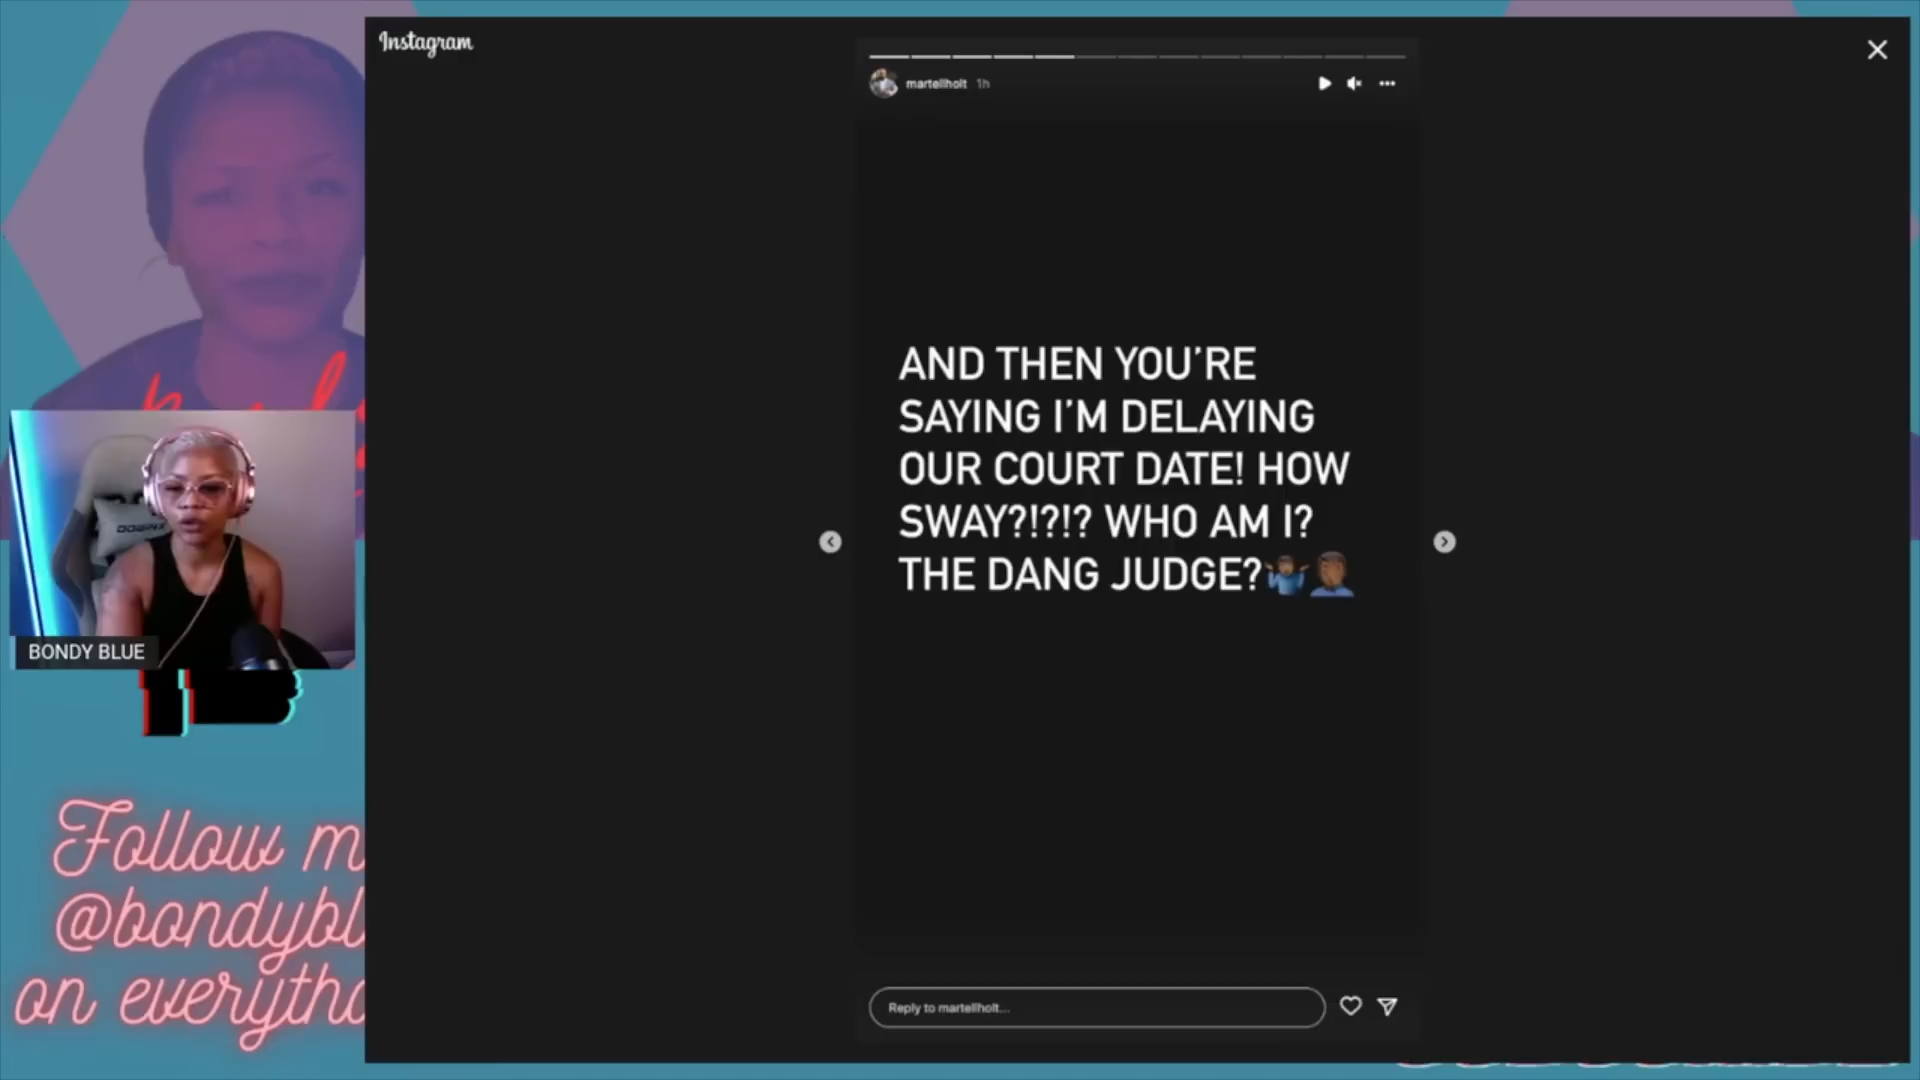 Instagram
martellholt 1h
AND THEN YOU'RE
SAYING I'M DELAYING
OUR COURT DATE! HOW
SWAY?!?!? WHO AM I?
THE DANG JUDGE?🤷🏾‍♂️🤦🏾‍♂️
Reply to martellholt...
BONDY BLUE
Follow m
@bondybl
on everyth